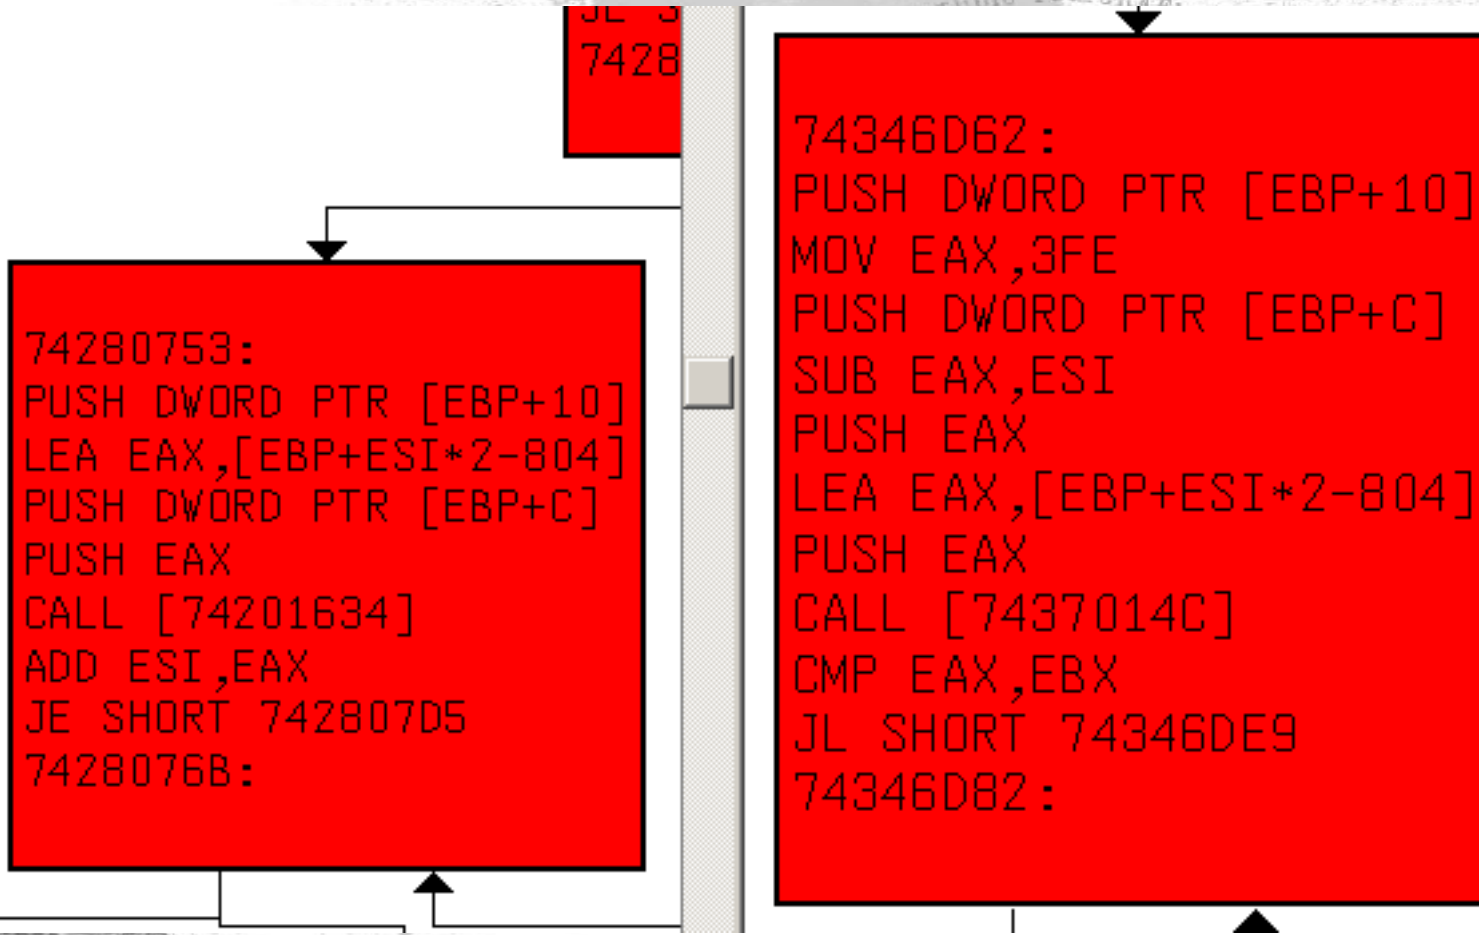 7428
74280753:
PUSH DWORD PTR [EBP+10]
LEA EAX,[EBP+ESI*2-804]
PUSH DWORD PTR [EBP+C]
PUSH EAX
CALL [74201634]
ADD ESI,EAX
JE SHORT 742807D5
7428076B:
74346D62:
PUSH DWORD PTR [EBP+10]
MOV EAX,3FE
PUSH DWORD PTR [EBP+C]
SUB EAX,ESI
PUSH EAX
LEA EAX,[EBP+ESI*2-804]
PUSH EAX
CALL [7437014C]
CMP EAX,EBX
JL SHORT 74346DE9
74346D82: